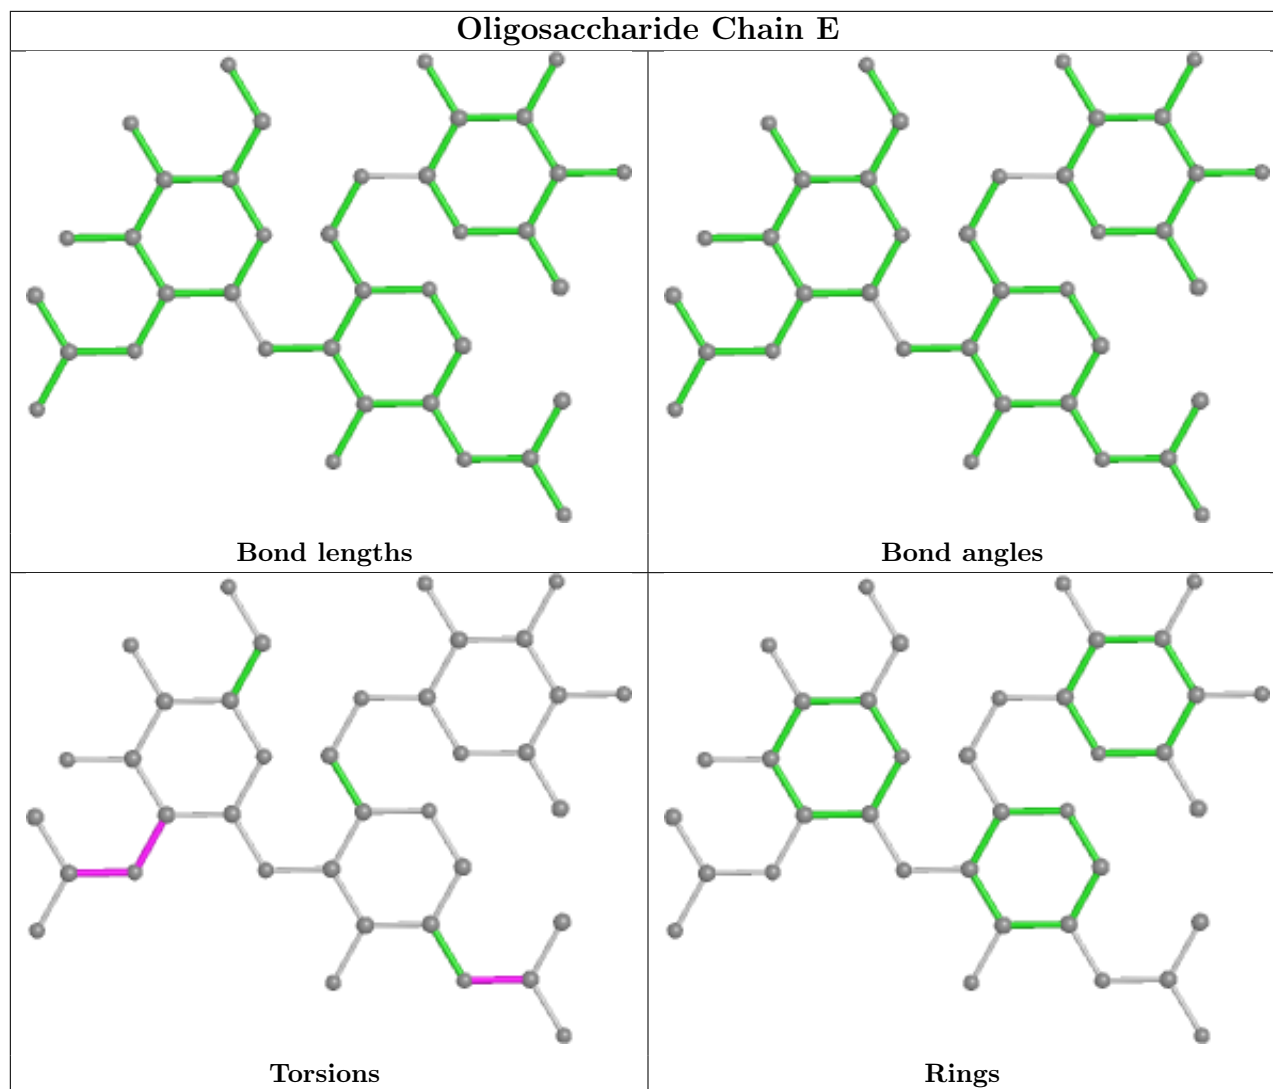 Oligosaccharide Chain E
Bond lengths
Bond angles
Torsions
Rings